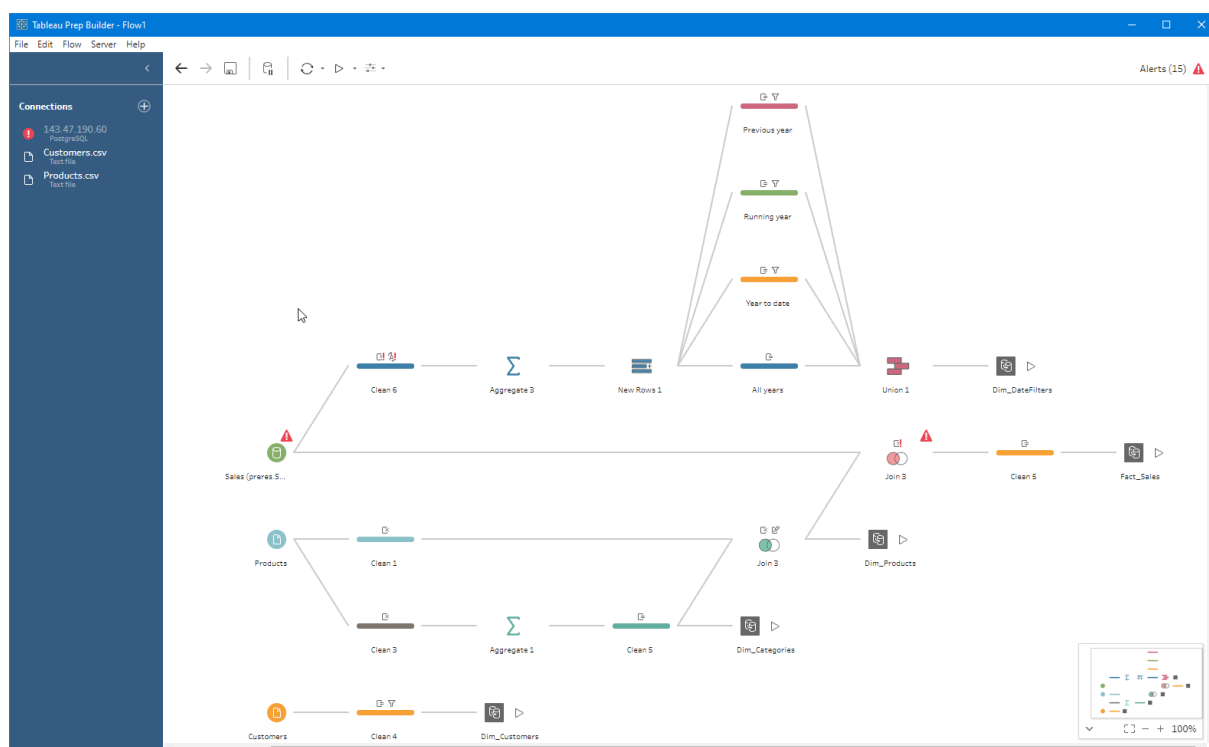 Tableau Prep Builder - Flow1
File Edit Flow Server Help
Alerts (15)
Connections
143.47.190.60
PostgreSQL
Customers.csv
Text file
Products.csv
Text file
Previous year
Running year
Year to date
Clean 6
Aggregate 3
New Rows 1
All years
Union 1
Dim_DateFilters
Sales (preres.S...
Join 3
Clean 5
Fact_Sales
Products
Clean 1
Join 3
Dim_Products
Clean 3
Aggregate 1
Clean 5
Dim_Categories
Customers
Clean 4
Dim_Customers
100%